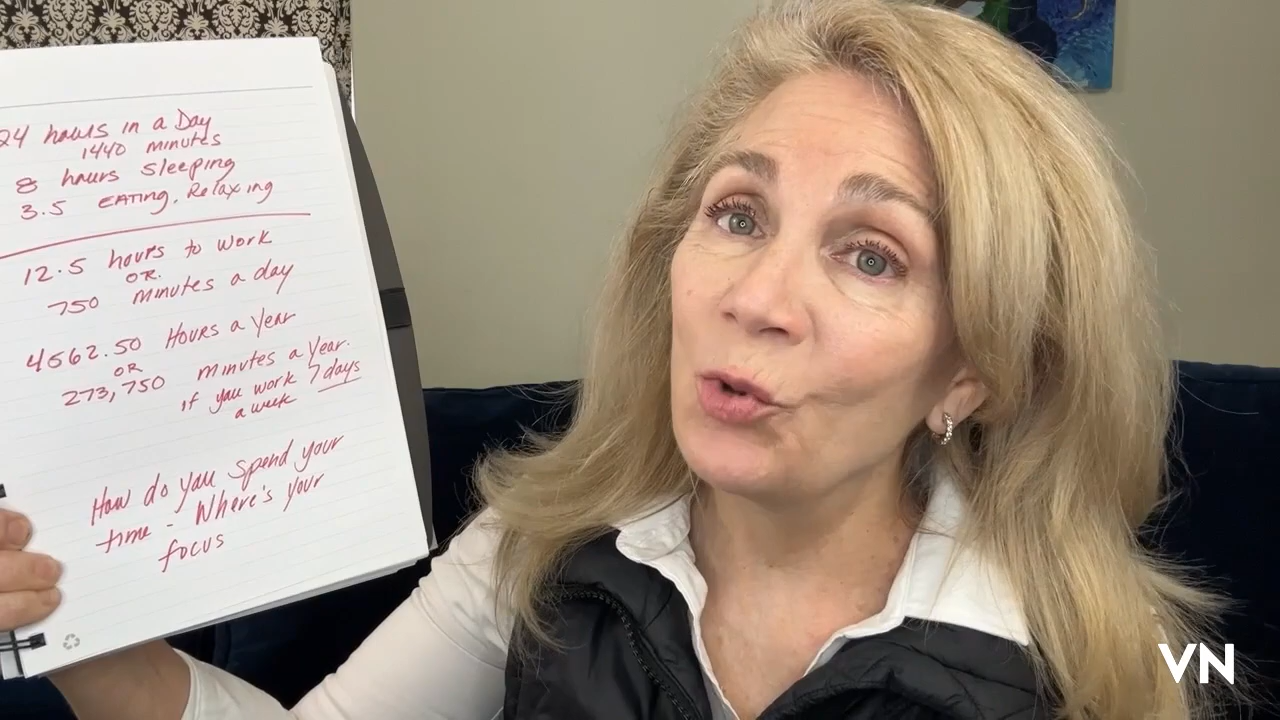 24 hours in a Day
1440 minutes
8 hours Sleeping
3.5 EATING, Relaxing
12.5 hours to work
OR.
750 minutes a day
4562.50 Hours a Year
OR
273,750 minutes a Year.
if you work 7 days
a week
How do you spend your
time - Where's your
focus
VN